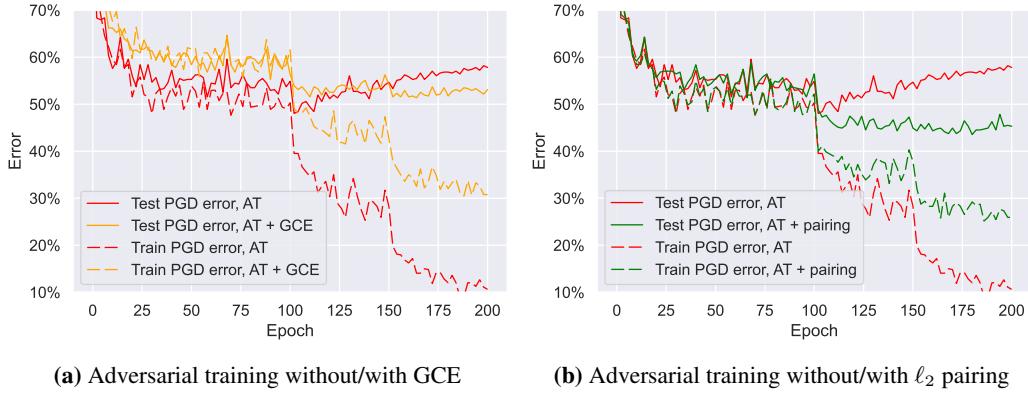 70%
60%
50%
40%
30%
20%
10%
Error
Test PGD error, AT
Test PGD error, AT + GCE
Train PGD error, AT
Train PGD error, AT + GCE
0 25 50 75 100 125 150 175 200
Epoch
(a) Adversarial training without/with GCE
70%
60%
50%
40%
30%
20%
10%
Error
Test PGD error, AT
Test PGD error, AT + pairing
Train PGD error, AT
Train PGD error, AT + pairing
0 25 50 75 100 125 150 175 200
Epoch
(b) Adversarial training without/with ℓ₂ pairing